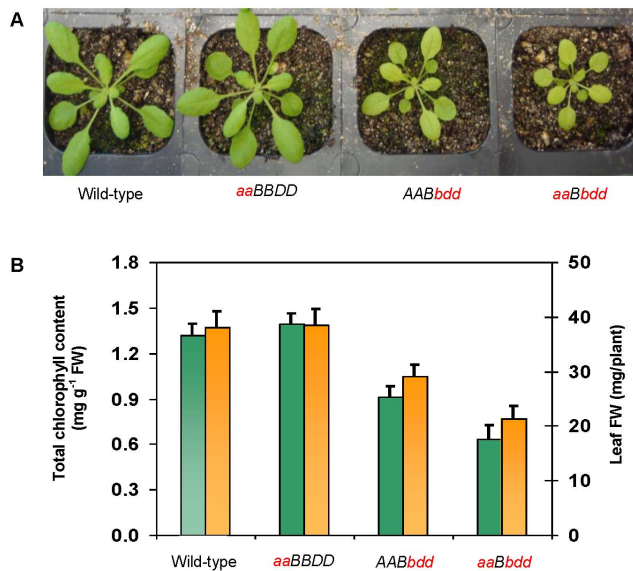 A
Wild-type aaBBDD AABbdd aaBbdd
B
Total chlorophyll content
(mg g-1 FW)
1.8
1.5
1.2
0.9
0.6
0.3
0.0
50
40
30
20
10
0
Leaf FW (mg/plant)
Wild-type aaBBDD AABbdd aaBbdd